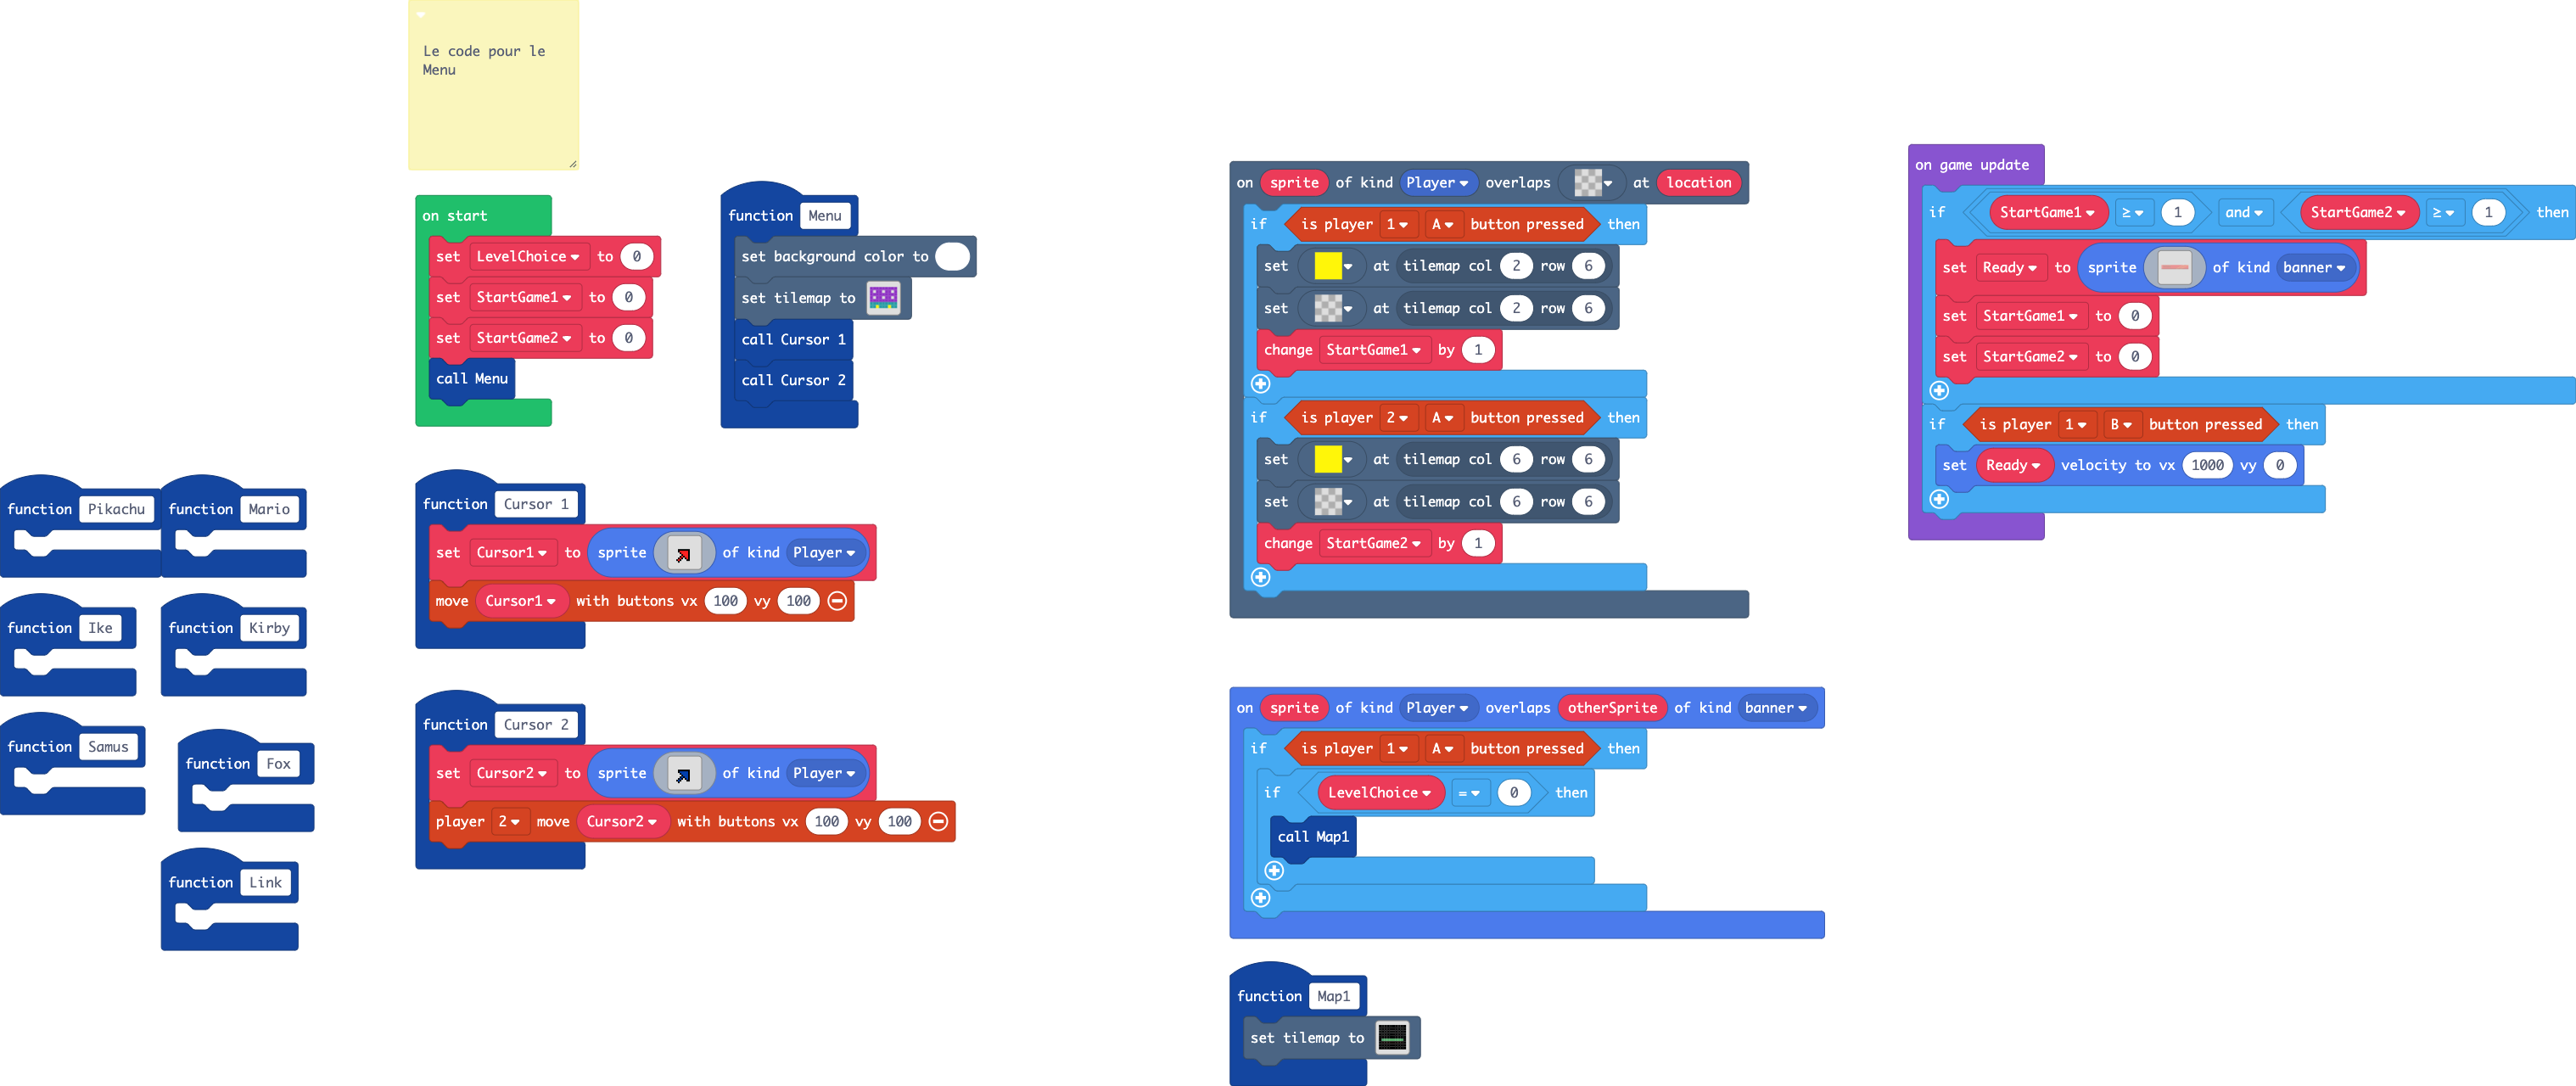 Le code pour le
Menu
on start
set LevelChoice to 0
set StartGame1 to 0
set StartGame2 to 0
call Menu
function Menu
set background color to
set tilemap to
call Cursor 1
call Cursor 2
function Pikachu
function Mario
function Ike
function Kirby
function Samus
function Fox
function Link
function Cursor 1
set Cursor1 to sprite of kind Player
move Cursor1 with buttons vx 100 vy 100
function Cursor 2
set Cursor2 to sprite of kind Player
player 2 move Cursor2 with buttons vx 100 vy 100
on sprite of kind Player overlaps at location
if is player 1 A button pressed then
set at tilemap col 2 row 6
set at tilemap col 2 row 6
change StartGame1 by 1
if is player 2 A button pressed then
set at tilemap col 6 row 6
set at tilemap col 6 row 6
change StartGame2 by 1
on sprite of kind Player overlaps otherSprite of kind banner
if is player 1 A button pressed then
if LevelChoice = 0 then
call Map1
function Map1
set tilemap to
on game update
if StartGame1 ≥ 1 and StartGame2 ≥ 1 then
set Ready to sprite of kind banner
set StartGame1 to 0
set StartGame2 to 0
if is player 1 B button pressed then
set Ready velocity to vx 1000 vy 0